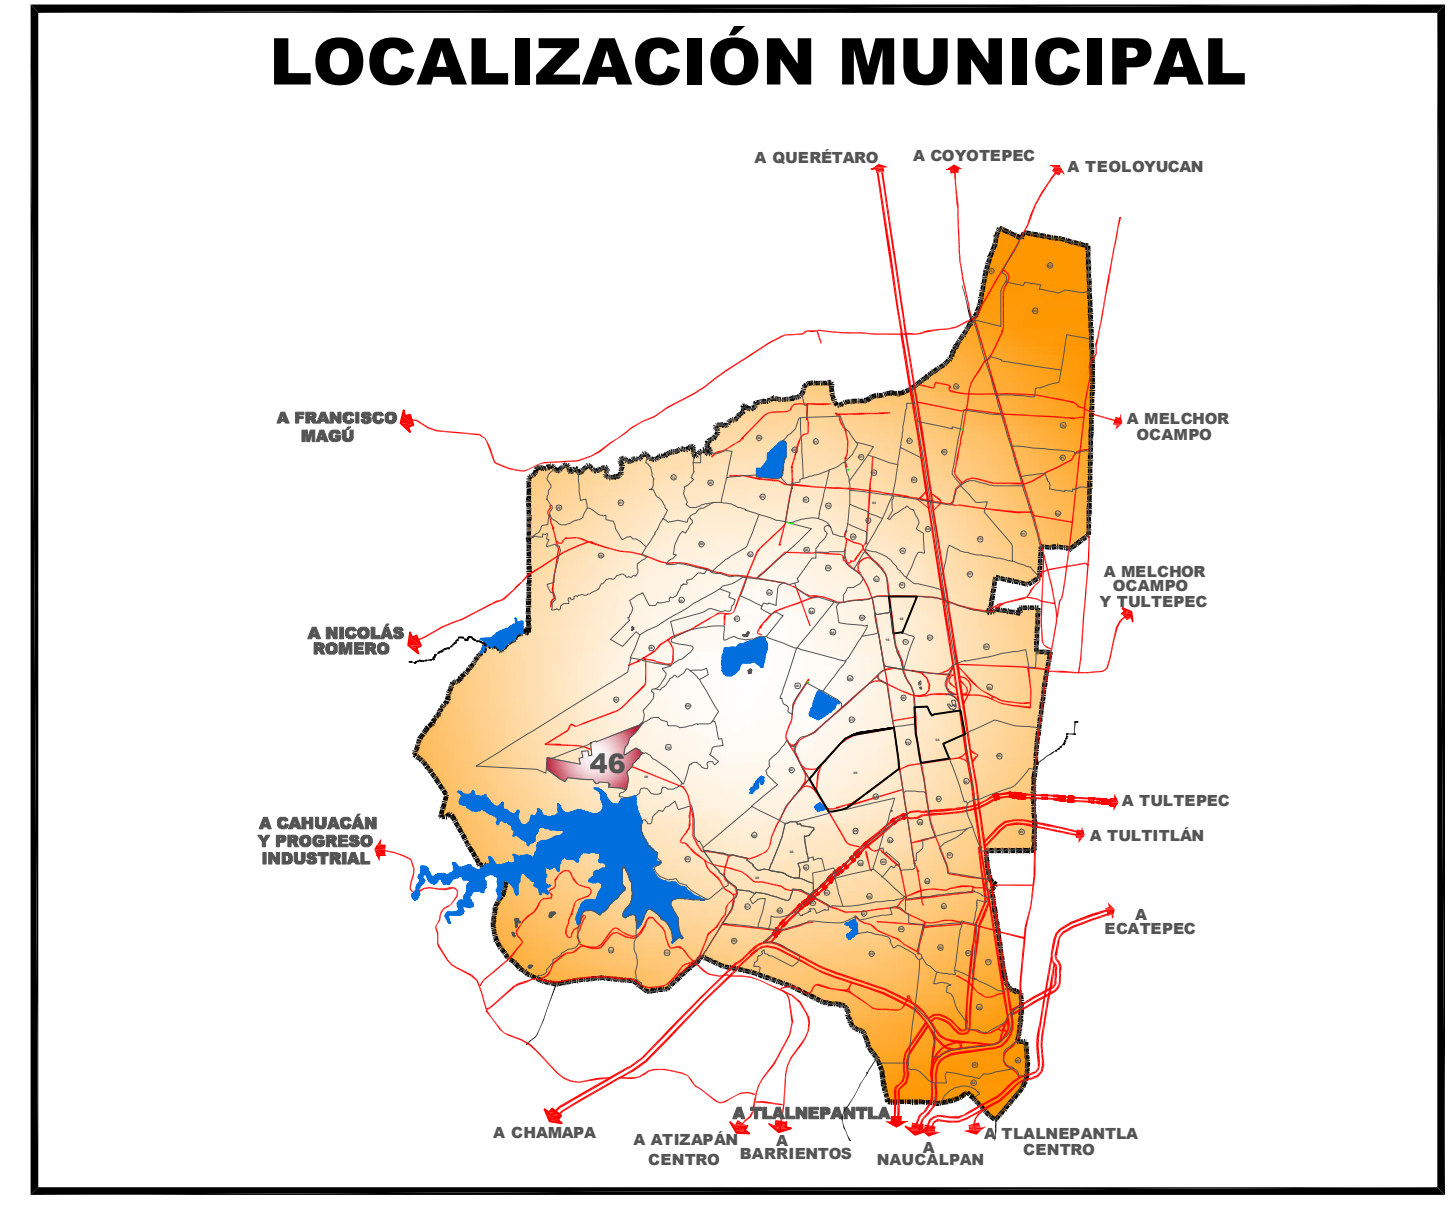 LOCALIZACIÓN MUNICIPAL
A QUERÉTARO
A COYOTEPEC
A TEOLOYUCAN
A FRANCISCO
MAGÚ
A MELCHOR
OCAMPO
A MELCHOR
OCAMPO
Y TULTEPEC
A NICOLÁS
ROMERO
46
A TULTEPEC
A CAHUACÁN
Y PROGRESO
INDUSTRIAL
A TULTITLÁN
A
ECATEPEC
A CHAMAPA
A ATIZAPÁN
CENTRO
A
BARRIENTOS
A TLALNEPANTLA
A
NAUCALPAN
A TLALNEPANTLA
CENTRO